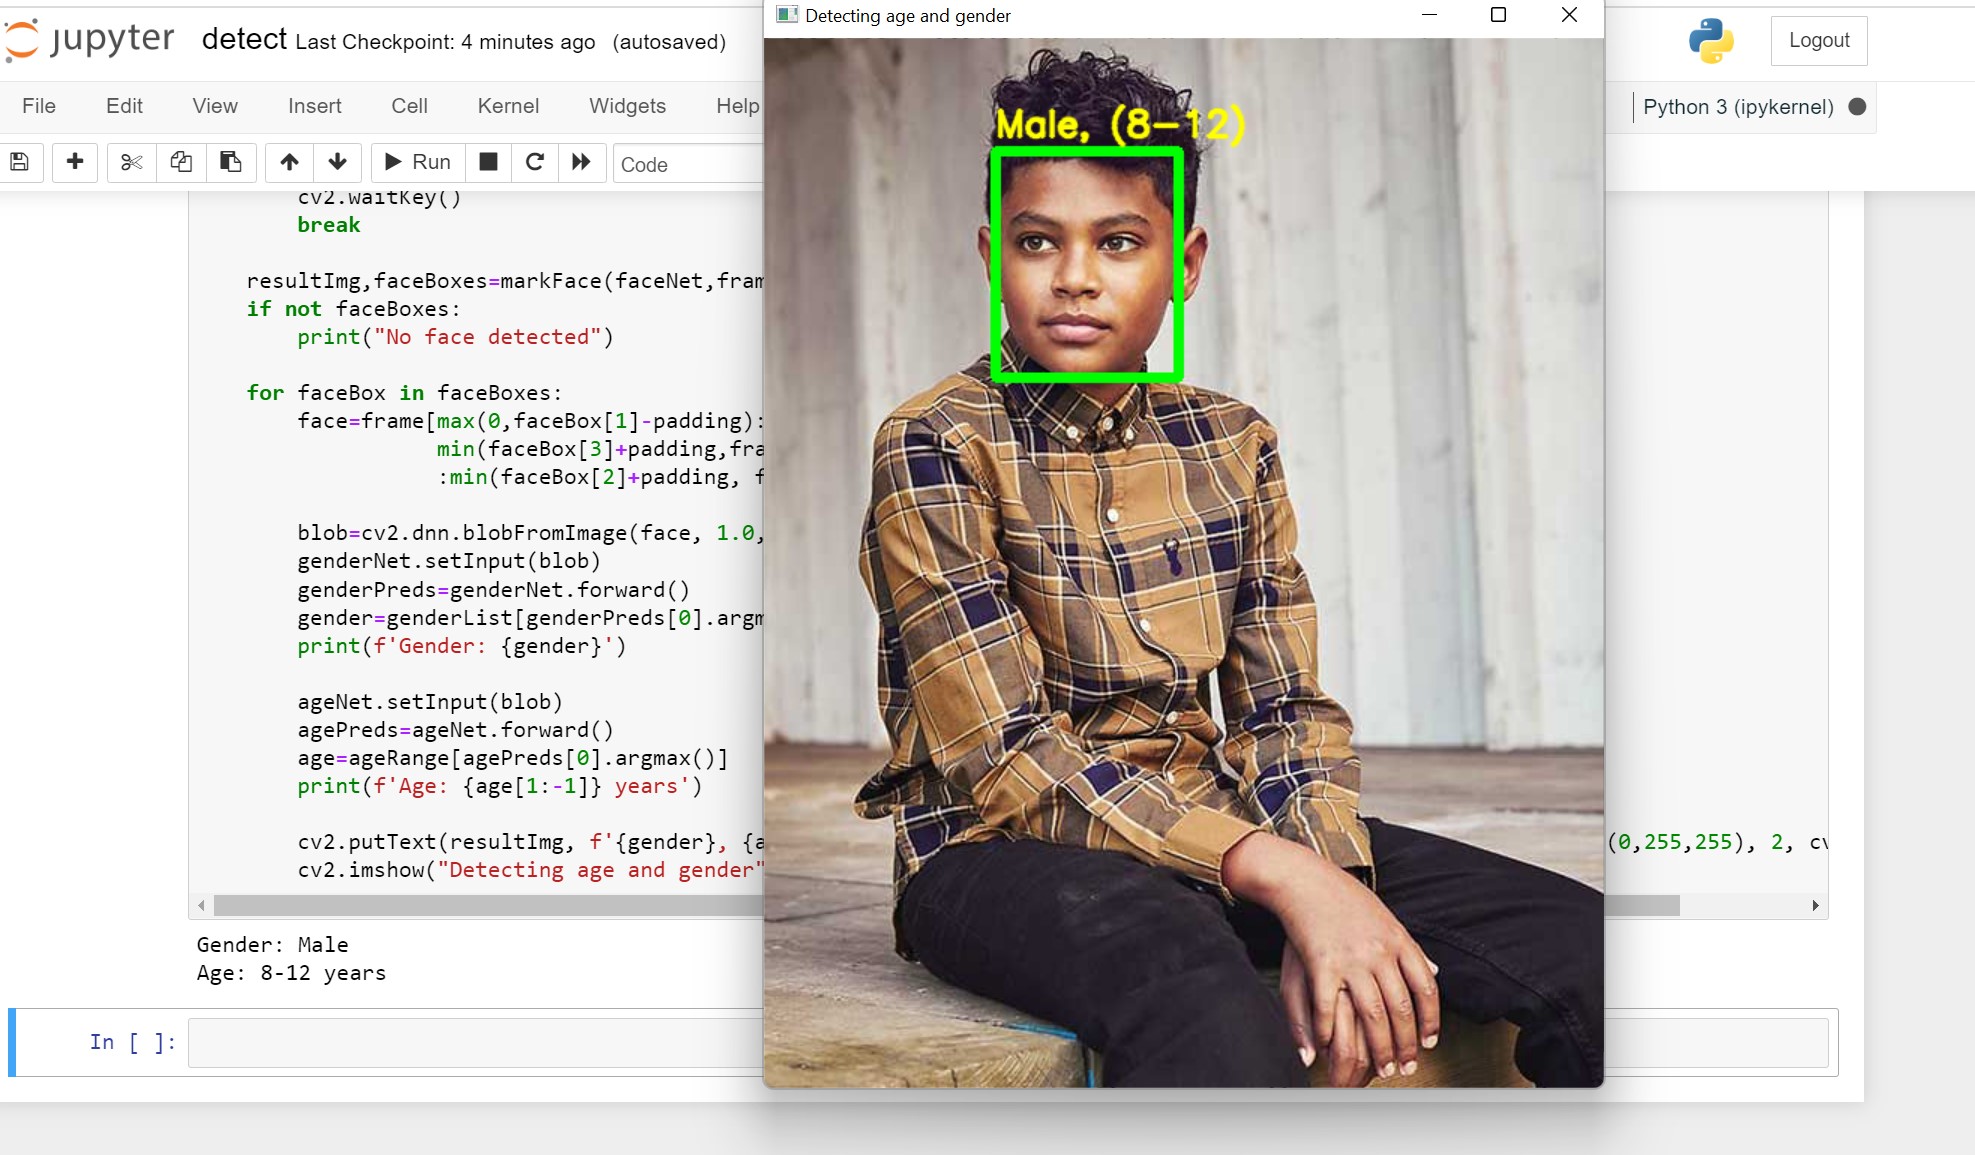 jupyter detect Last Checkpoint: 4 minutes ago (autosaved)
Logout
File Edit View Insert Cell Kernel Widgets Help
Python 3 (ipykernel)
Run
Code
cv2.waitKey()
break
resultImg,faceBoxes=markFace(faceNet,fram
if not faceBoxes:
print("No face detected")
for faceBox in faceBoxes:
face=frame[max(0,faceBox[1]-padding):
min(faceBox[3]+padding,fra
:min(faceBox[2]+padding, f
blob=cv2.dnn.blobFromImage(face, 1.0,
genderNet.setInput(blob)
genderPreds=genderNet.forward()
gender=genderList[genderPreds[0].argm
print(f'Gender: {gender}')
ageNet.setInput(blob)
agePreds=ageNet.forward()
age=ageRange[agePreds[0].argmax()]
print(f'Age: {age[1:-1]} years')
cv2.putText(resultImg, f'{gender}, {a
(0,255,255), 2, cv
cv2.imshow("Detecting age and gender"
Gender: Male
Age: 8-12 years
In [ ]:
Detecting age and gender
Male, (8-12)